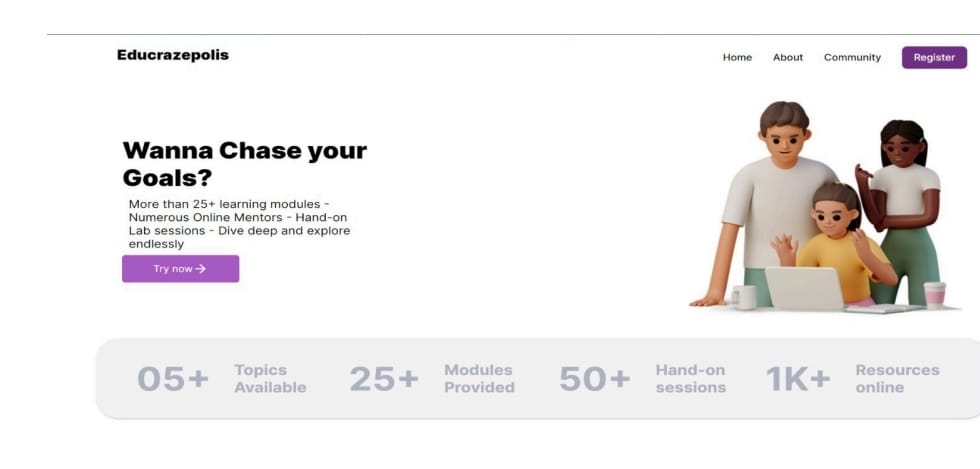 Educrazepolis
Home About Community Register
Wanna Chase your
Goals?
More than 25+ learning modules -
Numerous Online Mentors - Hand-on
Lab sessions - Dive deep and explore
endlessly
Try now →
05+ Topics Available
25+ Modules Provided
50+ Hand-on sessions
1K+ Resources online